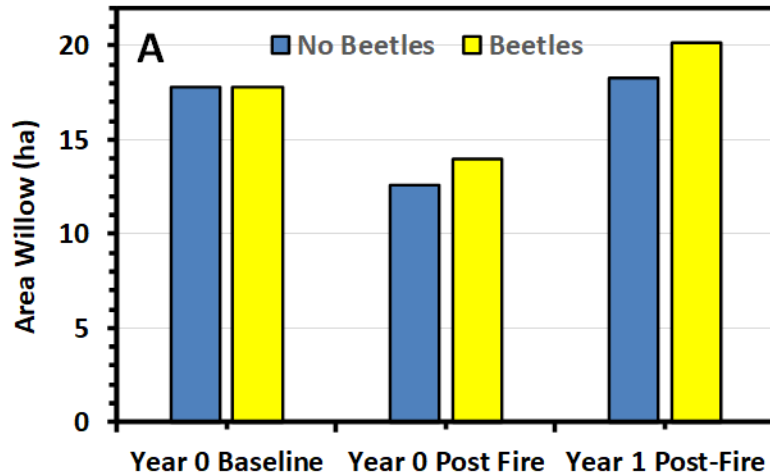 A
No Beetles Beetles
Area Willow (ha)
20
15
10
5
0
Year 0 Baseline Year 0 Post Fire Year 1 Post-Fire